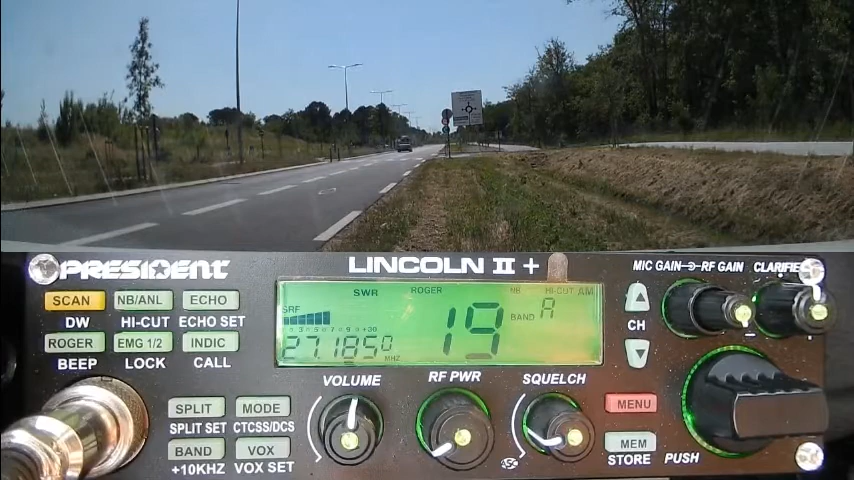 PRESIDENT
LINCOLN II +
MIC GAIN RF GAIN CLARIFIER
SCAN NB/ANL ECHO
DW HI-CUT ECHO SET
ROGER EMG 1/2 INDIC
BEEP LOCK CALL
SWR ROGER NB HI-CUT AM
SRF
BAND A
19
27.1850 MHZ
CH
VOLUME RF PWR SQUELCH
SPLIT MODE
SPLIT SET CTCSS/DCS
BAND VOX
+10KHZ VOX SET
ASC
MENU
MEM
STORE PUSH